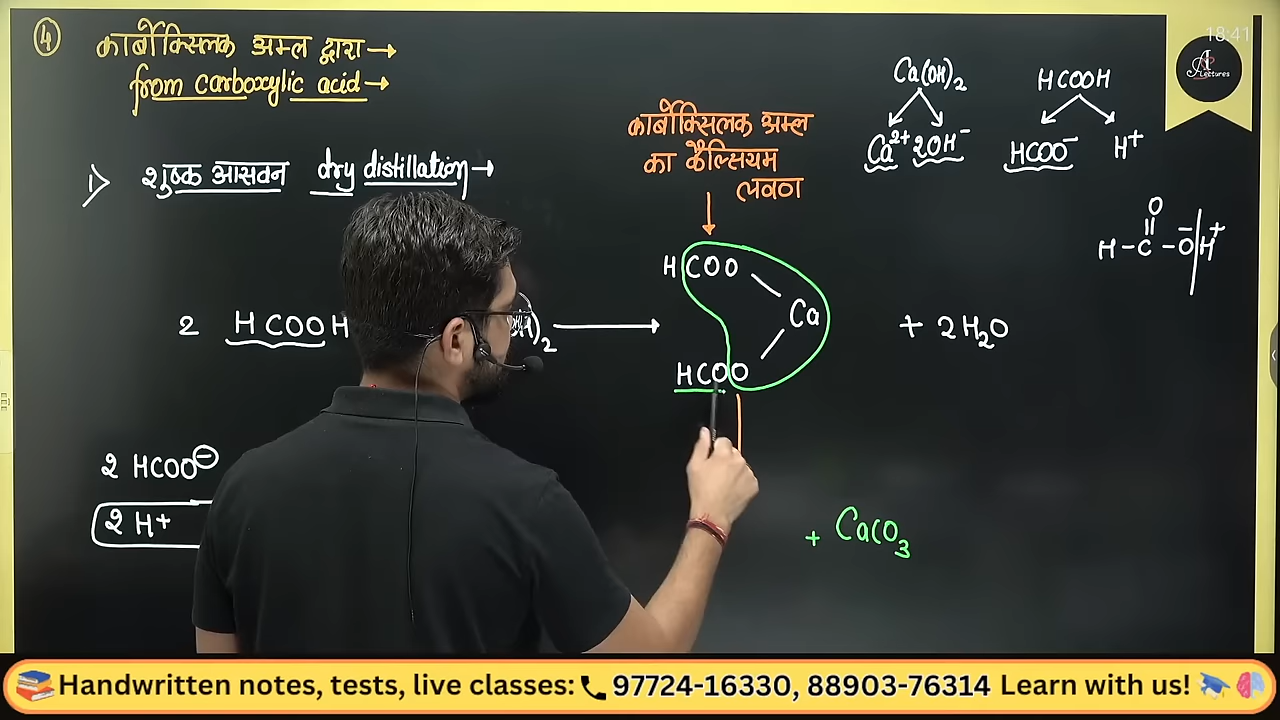 4
कार्बोक्सिलिक अम्ल द्वारा →
from carboxylic acid →
1> शुष्क आसवन dry distillation →
कार्बोक्सिलक अम्ल
का कैल्सियम
लवण
↓
Ca(OH)2
Ca2+ 2OH-
HCOOH
HCOO- H+
O
H - C - O- | H+
2 HCOOH )2 → HCOO
Ca
HCOO
+ 2H2O
2 HCOO⊖
2 H+
+ CaCO3
18:41
A Lectures
📚Handwritten notes, tests, live classes:📞97724-16330, 88903-76314 Learn with us! 🎓🧠